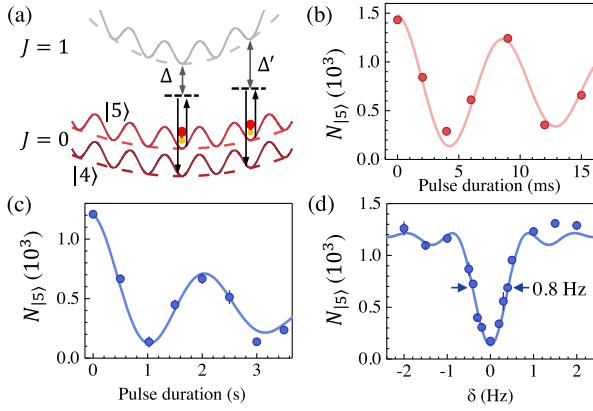 (a)
J = 1
Δ
Δ′
|5⟩
J = 0
|4⟩
(b)
N|5⟩ (10³)
1.5
1.0
0.5
0.0
0
5
10
15
Pulse duration (ms)
(c)
N|5⟩ (10³)
1.0
0.5
0.0
0
1
2
3
Pulse duration (s)
(d)
N|5⟩ (10³)
1.5
1.0
0.5
0.0
0.8 Hz
-2
-1
0
1
2
δ (Hz)